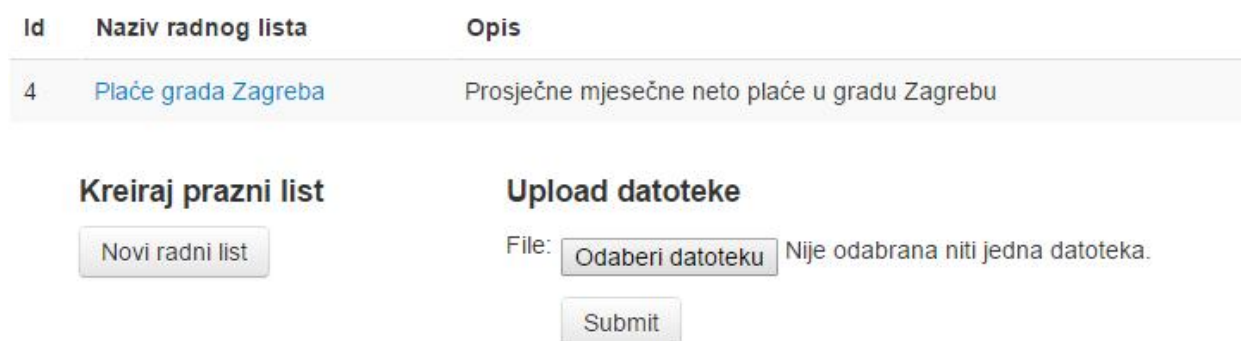 Id Naziv radnog lista Opis
4 Plaće grada Zagreba Prosječne mjesečne neto plaće u gradu Zagrebu
Kreiraj prazni list Upload datoteke
Novi radni list File: Odaberi datoteku Nije odabrana niti jedna datoteka.
Submit